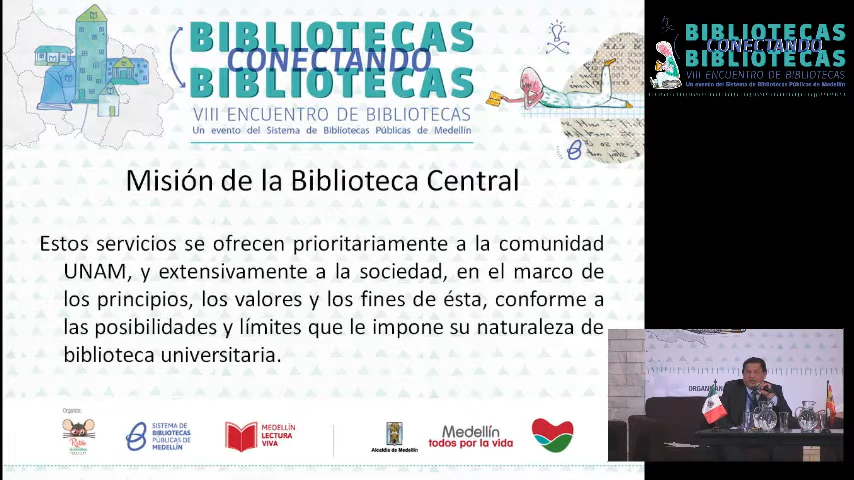 BIBLIOTECAS
CONECTANDO
BIBLIOTECAS
VIII ENCUENTRO DE BIBLIOTECAS
Un evento del Sistema de Bibliotecas Públicas de Medellín
Misión de la Biblioteca Central
Estos servicios se ofrecen prioritariamente a la comunidad
UNAM, y extensivamente a la sociedad, en el marco de
los principios, los valores y los fines de ésta, conforme a
las posibilidades y límites que le impone su naturaleza de
biblioteca universitaria.
SISTEMA DE
BIBLIOTECAS
PÚBLICAS DE
MEDELLÍN
MEDELLÍN
LECTURA
VIVA
Alcaldía de Medellín
Medellín
todos por la vida
BIBLIOTECAS
CONECTANDO
BIBLIOTECAS
VIII ENCUENTRO DE BIBLIOTECAS
Un evento del Sistema de Bibliotecas Públicas de Medellín